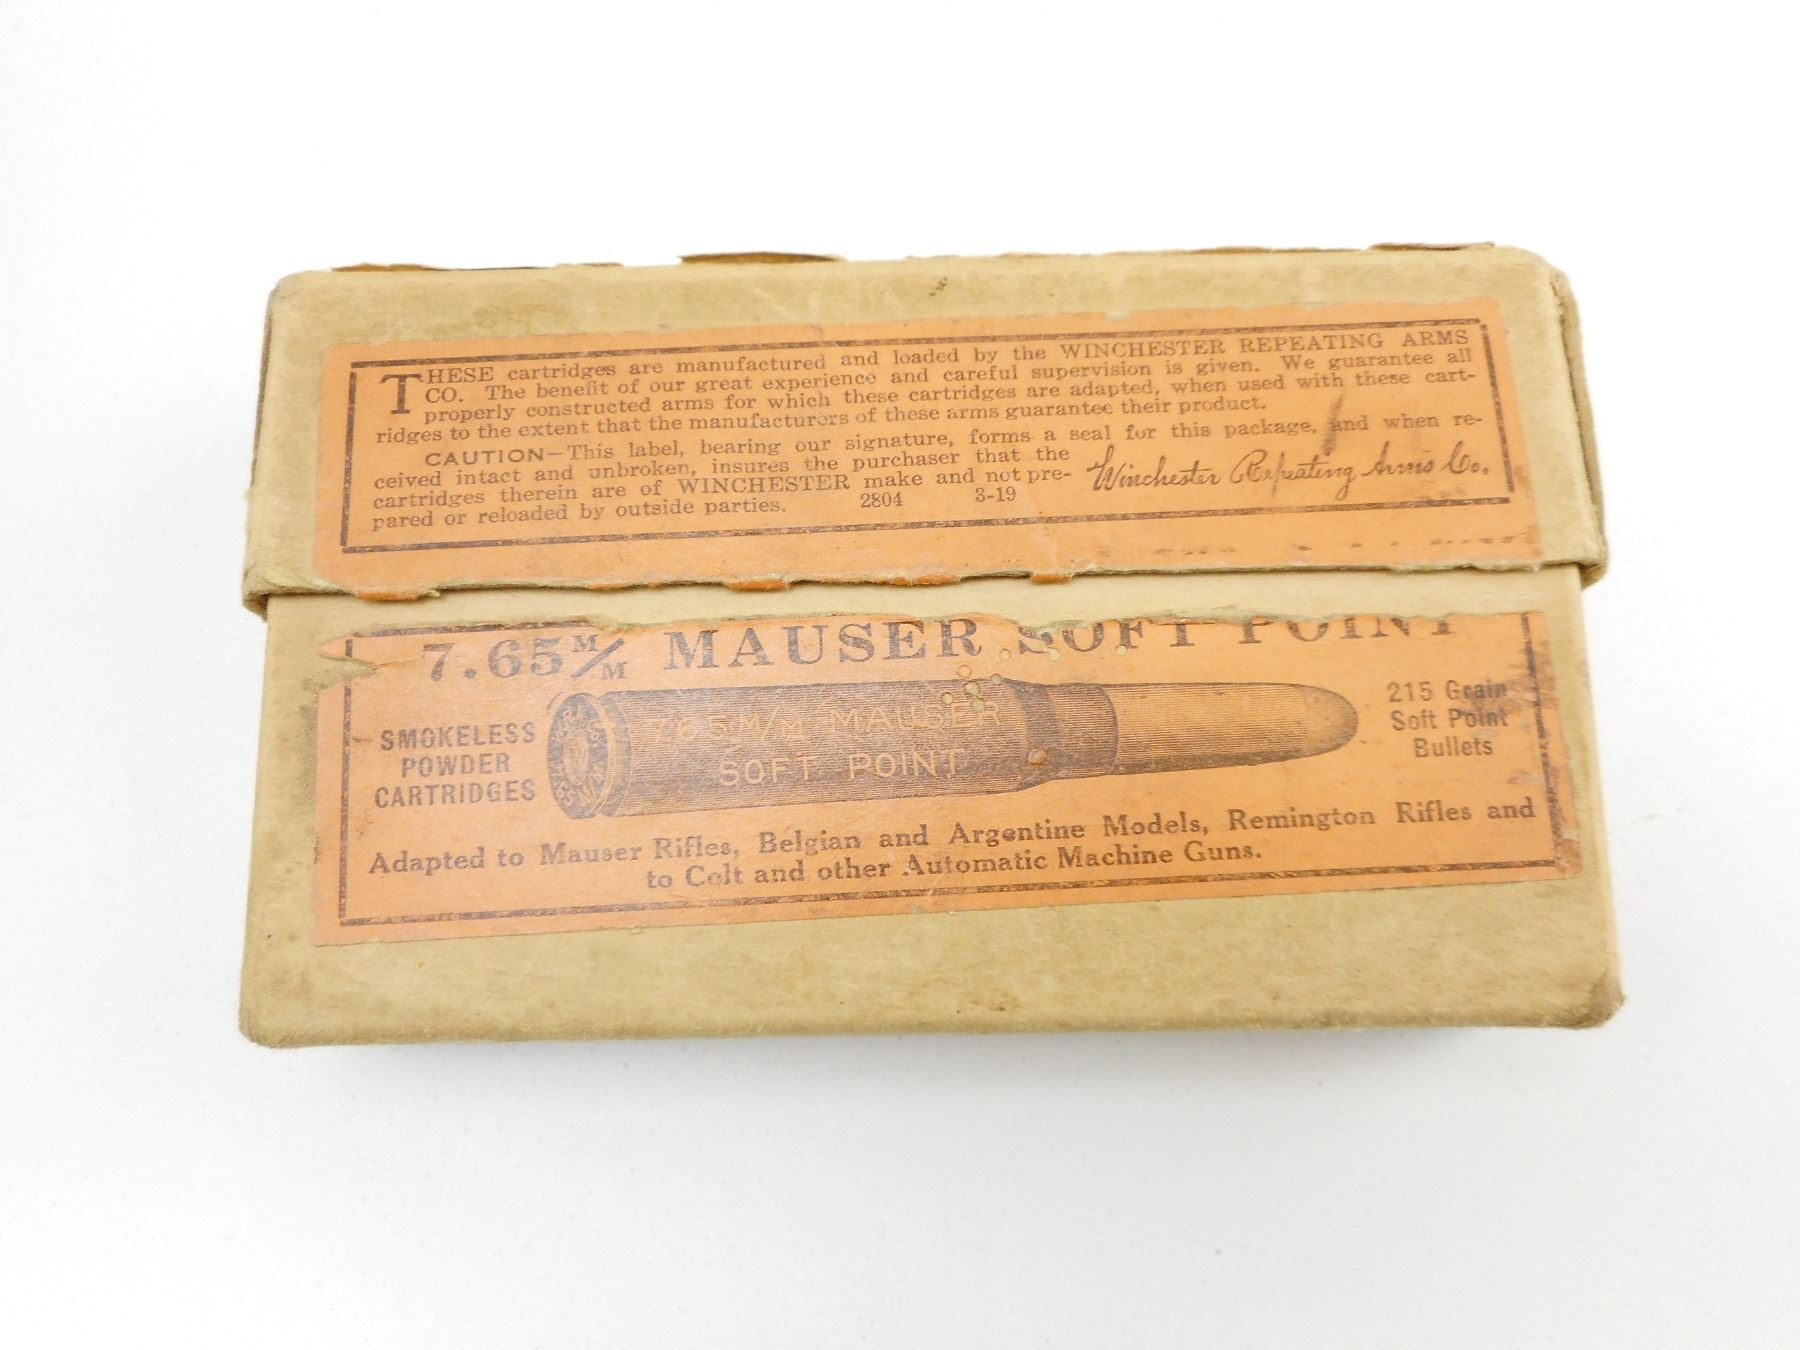 THESE cartridges are manufactured and loaded by the WINCHESTER REPEATING ARMS
CO. The benefit of our great experience and careful supervision is given. We guarantee all
properly constructed arms for which these cartridges are adapted, when used with these cart-
ridges to the extent that the manufacturers of these arms guarantee their product.
CAUTION—This label, bearing our signature, forms a seal for this package, and when re-
ceived intact and unbroken, insures the purchaser that the
cartridges therein are of WINCHESTER make and not pre-
pared or reloaded by outside parties. 2804 3-19
Winchester Repeating Arms Co.
7.65 M/M MAUSER SOFT POINT
SMOKELESS
POWDER
CARTRIDGES
7.65 M/M MAUSER
SOFT POINT
215 Grain
Soft Point
Bullets
Adapted to Mauser Rifles, Belgian and Argentine Models, Remington Rifles and
to Colt and other Automatic Machine Guns.